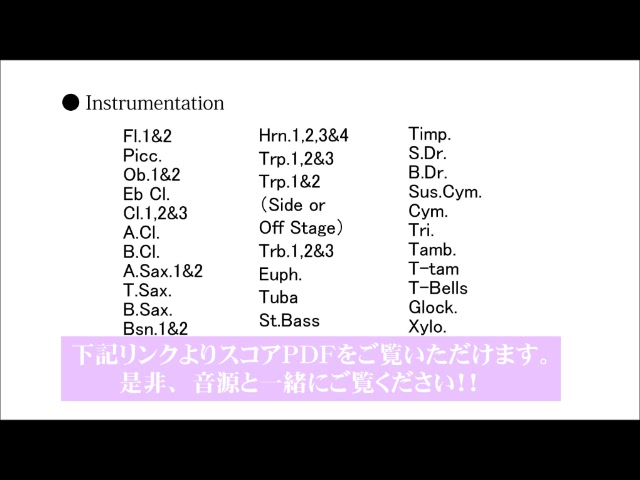 ● Instrumentation
Fl.1&2
Picc.
Ob.1&2
Eb Cl.
Cl.1,2&3
A.Cl.
B.Cl.
A.Sax.1&2
T.Sax.
B.Sax.
Bsn.1&2
Hrn.1,2,3&4
Trp.1,2&3
Trp.1&2
(Side or
Off Stage)
Trb.1,2&3
Euph.
Tuba
St.Bass
Timp.
S.Dr.
B.Dr.
Sus.Cym.
Cym.
Tri.
Tamb.
T-tam
T-Bells
Glock.
Xylo.
下記リンクよりスコアPDFをご覧いただけます。
是非、音源と一緒にご覧ください!!